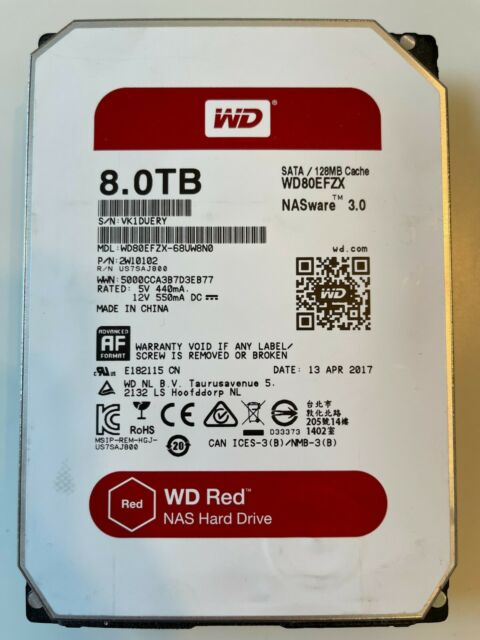 WD®
8.0TB
SATA / 128MB Cache
WD80EFZX
NASware™ 3.0
S/N: VK1DUERY
MDL: WD80EFZX-68UW8N0
P/N: 2W10102
R/N US7SAJ800
WWN: 5000CCA3B7D3EB77
RATED: 5V 440mA.
12V 550mA DC
MADE IN CHINA
wd.com
WD
ADVANCED
AF
FORMAT
WARRANTY VOID IF ANY LABEL/
SCREW IS REMOVED OR BROKEN
E182115 CN
DATE: 13 APR 2017
WD NL B.V. Taurusavenue 5.
2132 LS Hoofddorp NL
RoHS
CE
D33373
台北市
敦化北路
205號14樓
1402室
MSIP-REM-HGJ-
US7SAJ800
20
CAN ICES-3(B)/NMB-3(B)
Red
WD Red™
NAS Hard Drive